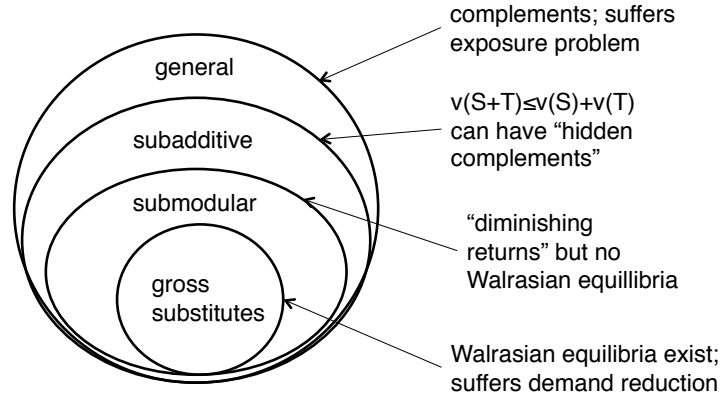 general
subadditive
submodular
gross
substitutes
complements; suffers
exposure problem
v(S+T)≤v(S)+v(T)
can have “hidden
complements”
“diminishing
returns” but no
Walrasian equillibria
Walrasian equilibria exist;
suffers demand reduction